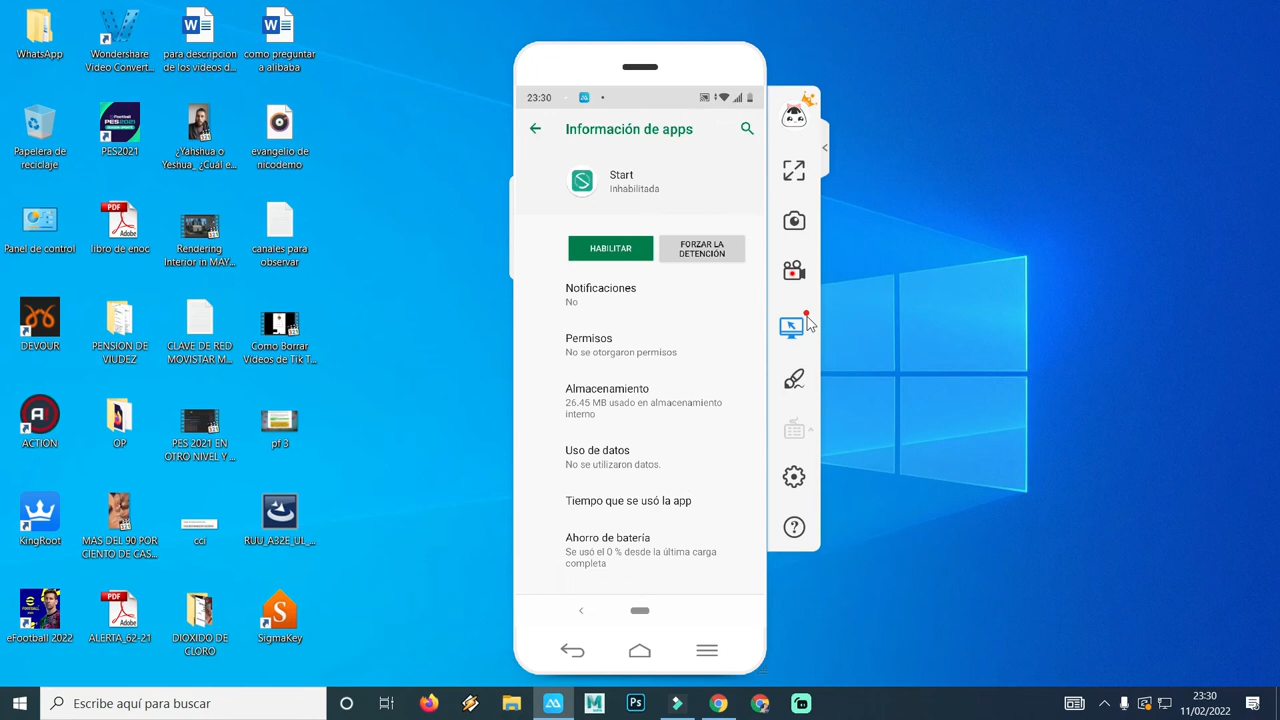 WhatsApp
Wondershare
Video Convert...
para descripcion
de los videos d...
como preguntar
a alibaba
Papelera de
reciclaje
PES2021
¿Yahshua o
Yeshua_ ¿Cuál e...
evangelio de
nicodemo
Panel de control
PDF
Adobe
libro de enoc
Rendering
Interior in MAY...
canales para
observar
DEVOUR
PENSION DE
VIUDEZ
CLAVE DE RED
MOVISTAR M...
Como Borrar
Videos de Tik T...
ACTION
OP
PES 2021 EN
OTRO NIVEL Y ...
pf 3
KingRoot
MAS DEL 90 POR
CIENTO DE CAS...
cci
RUU_A32E_UL_...
eFootball 2022
PDF
Adobe
ALERTA_62-21
DIOXIDO DE
CLORO
SigmaKey
23:30
Información de apps
Start
Inhabilitada
HABILITAR
FORZAR LA
DETENCIÓN
Notificaciones
No
Permisos
No se otorgaron permisos
Almacenamiento
26.45 MB usado en almacenamiento
interno
Uso de datos
No se utilizaron datos.
Tiempo que se usó la app
Ahorro de batería
Se usó el 0 % desde la última carga
completa
Escribe aquí para buscar
Ps
23:30
11/02/2022